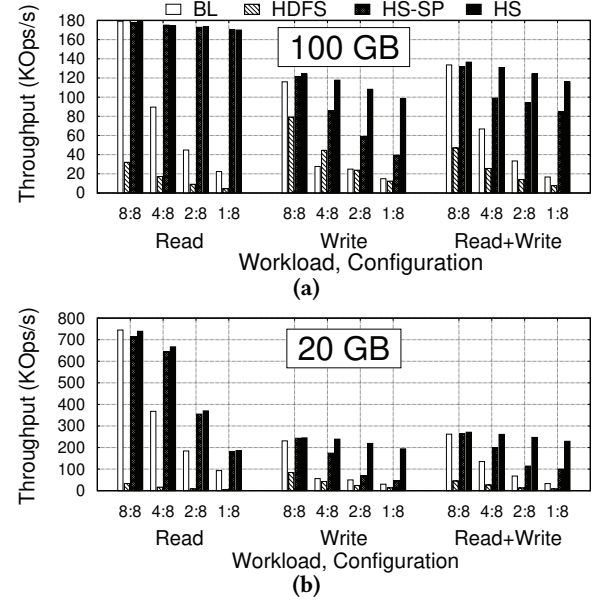 BL HDFS HS-SP HS
Throughput (KOps/s)
180
160
140
120
100
80
60
40
20
0
100 GB
8:8 4:8 2:8 1:8 8:8 4:8 2:8 1:8 8:8 4:8 2:8 1:8
Read Write Read+Write
Workload, Configuration
(a)
Throughput (KOps/s)
800
700
600
500
400
300
200
100
0
20 GB
8:8 4:8 2:8 1:8 8:8 4:8 2:8 1:8 8:8 4:8 2:8 1:8
Read Write Read+Write
Workload, Configuration
(b)